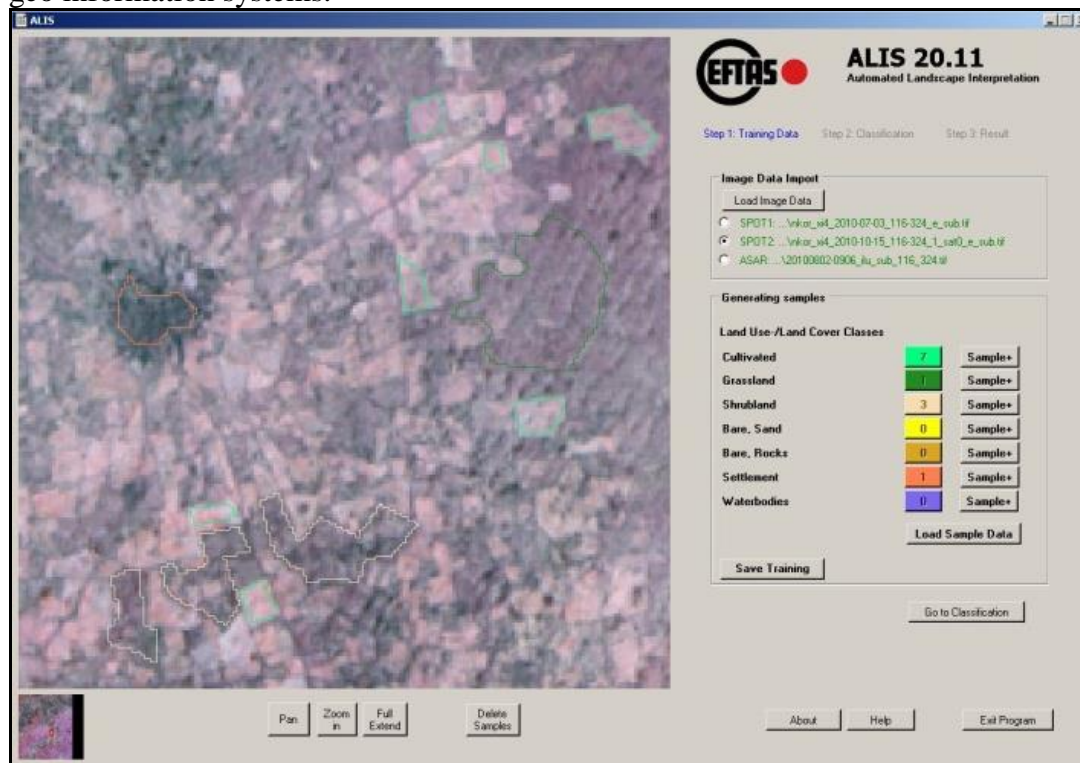 geo-information systems.
ALIS
EFTAS
ALIS 20.11
Automated Landscape Interpretation
Step 1: Training Data Step 2: Classification Step 3: Result
Image Data Import
Load Image Data
SPOT1: ...\nkor_xi4_2010-07-03_116-324_e_sub.tif
SPOT2: ...\nkor_xi4_2010-10-15_116-324_1_sat0_e_sub.tif
ASAR: ...\20100802-0906_ilu_sub_116_324.tif
Generating samples
Land Use-/Land Cover Classes
Cultivated 7 Sample+
Grassland 1 Sample+
Shrubland 3 Sample+
Bare, Sand 0 Sample+
Bare, Rocks 0 Sample+
Settlement 1 Sample+
Waterbodies 0 Sample+
Load Sample Data
Save Training
Go to Classification
Pan Zoom in Full Extend Delete Samples About Help Exit Program